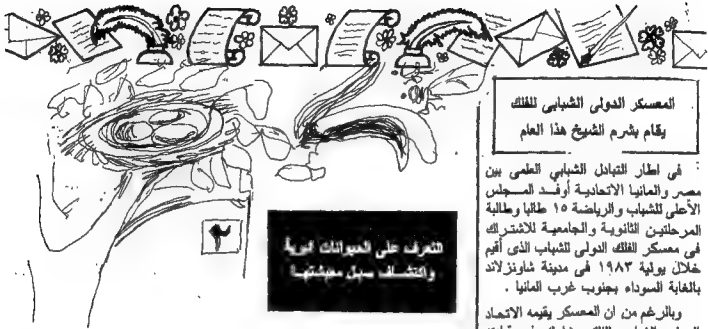 المعسكر الدولى الشبابى للفلك
يقام بشرم الشيخ هذا العام
فى اطار التبادل الشبابي العلمى بين
مصر والمانيا الاتحادية أوفد المجلس
الأعلى للشباب والرياضة ١٥ طالبا وطالبة
المرحلتين الثانوية والجامعية للاشتراك
فى معسكر الفلك الدولى للشباب الذى أقيم
خلال يولية ١٩٨٣ فى مدينة شاونزلاند
بالغابة السوداء بجنوب غرب المانيا .
وبالرغم من ان المعسكر يقيمه الاتحاد
٢
التعرف على الحيوانات البرية
واكتشاف سبل معيشتها